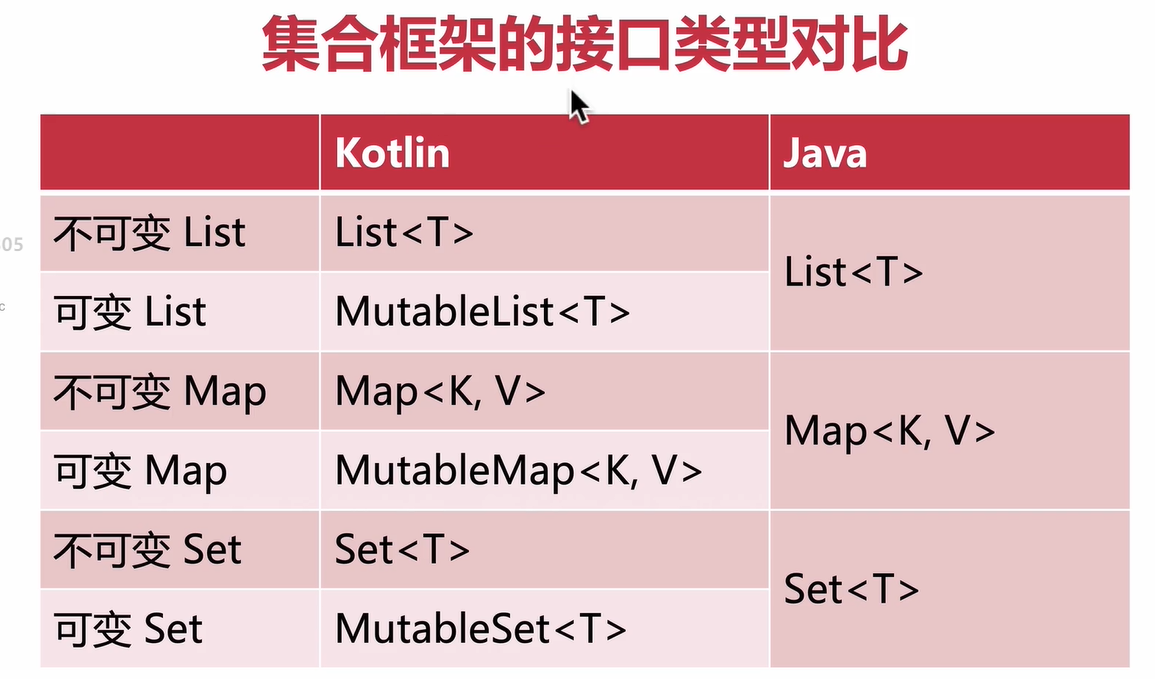 集合框架的接口类型对比
Kotlin Java
不可变 List List<T>
List<T>
可变 List MutableList<T>
不可变 Map Map<K, V>
Map<K, V>
可变 Map MutableMap<K, V>
不可变 Set Set<T>
Set<T>
可变 Set MutableSet<T>
05
c